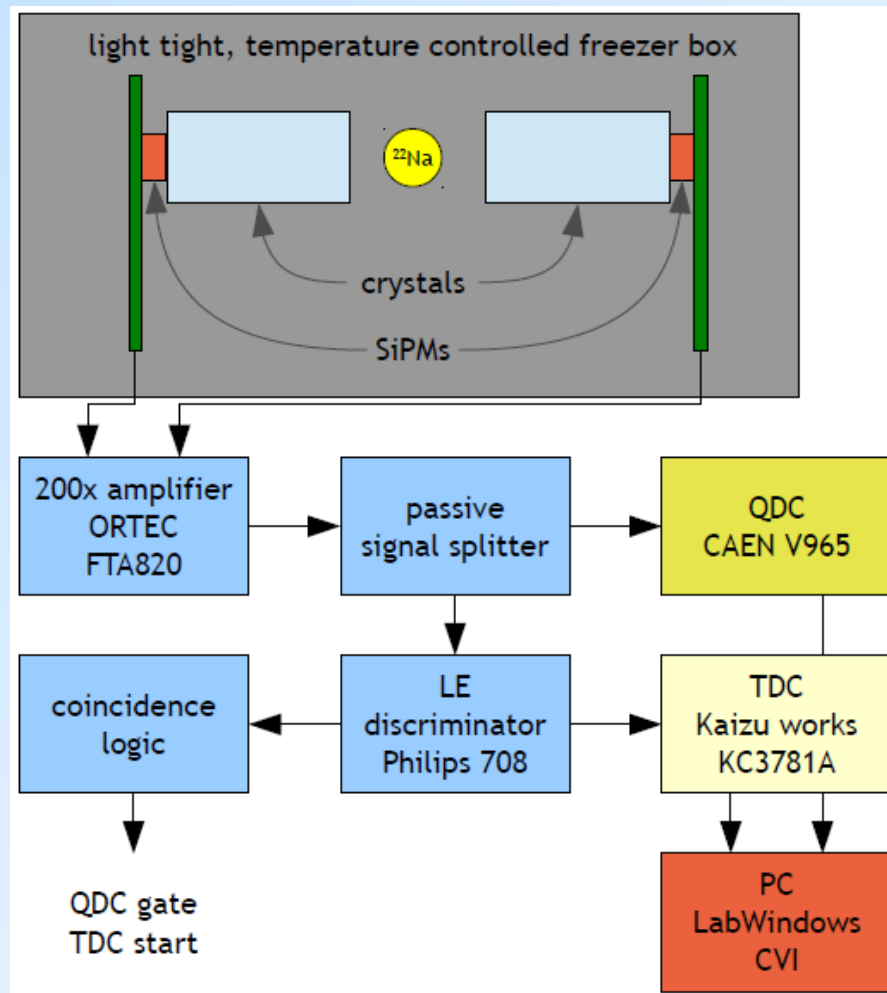 light tight, temperature controlled freezer box
²²Na
crystals
SiPMs
200x amplifier
ORTEC
FTA820
passive
signal splitter
QDC
CAEN V965
coincidence
logic
LE
discriminator
Philips 708
TDC
Kaizu works
KC3781A
QDC gate
TDC start
PC
LabWindows
CVI